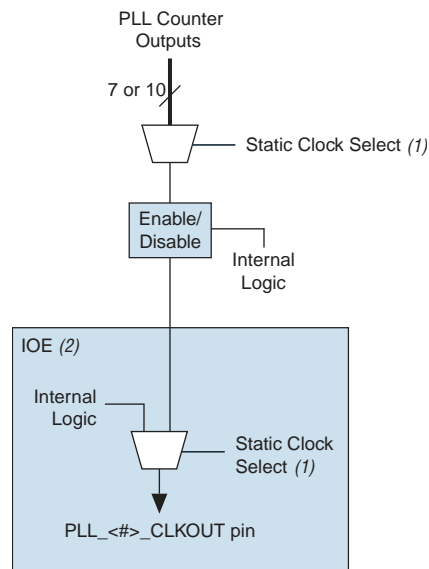 PLL Counter
Outputs
7 or 10
Static Clock Select (1)
Enable/
Disable
Internal
Logic
IOE (2)
Internal
Logic
Static Clock
Select (1)
PLL_<#>_CLKOUT pin